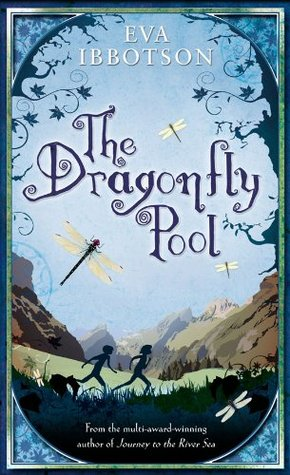 EVA
IBBOTSON
The
Dragonfly
Pool
From the multi-award-winning
author of Journey to the River Sea